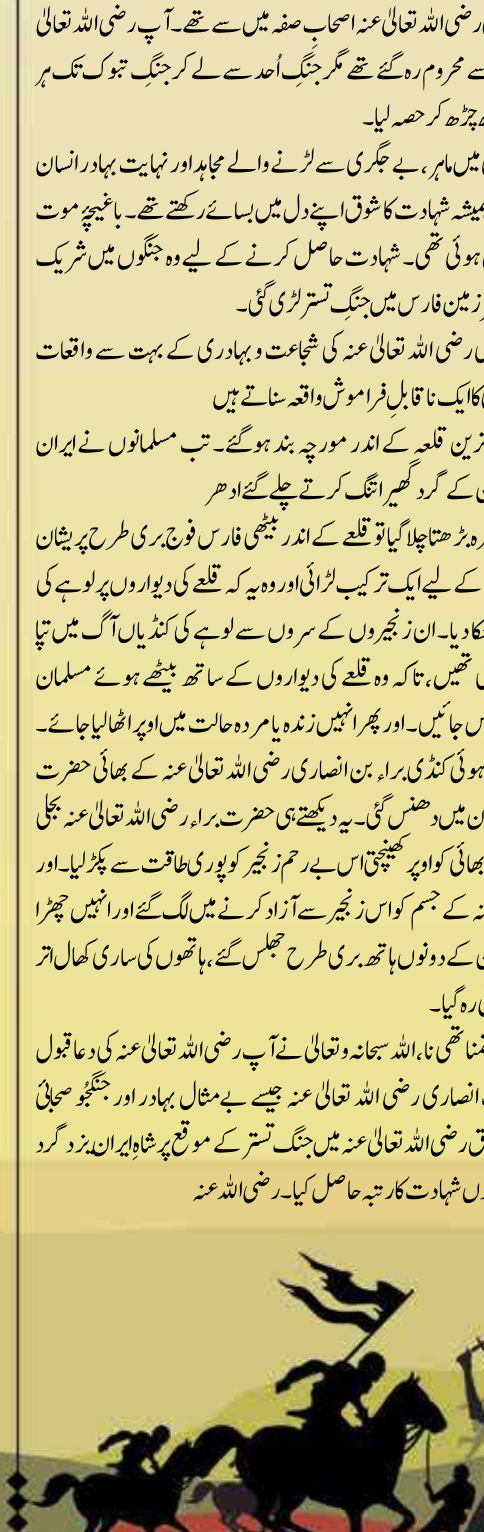 رضی اللہ تعالیٰ عنہ اصحابِ صفہ میں سے تھے۔ آپ رضی اللہ تعالیٰ
سے محروم رہ گئے تھے مگر جنگِ اُحد سے لے کر جنگِ تبوک تک ہر
چڑھ کر حصہ لیا۔
میں ماہر، بے جگری سے لڑنے والے مجاہد اور نہایت بہادر انسان
ہمیشہ شہادت کا شوق اپنے دل میں بسائے رکھتے تھے۔ باغیچۂ موت
ہوئی تھی۔ شہادت حاصل کرنے کے لیے وہ جنگوں میں شریک
زمین فارس میں جنگِ تستر لڑی گئی۔
رضی اللہ تعالیٰ عنہ کی شجاعت و بہادری کے بہت سے واقعات
کا ایک ناقابلِ فراموش واقعہ سناتے ہیں
ترین قلعہ کے اندر مورچہ بند ہو گئے۔ تب مسلمانوں نے ایران
کے گرد گھیرا تنگ کرتے چلے گئے ادھر
بڑھتا چلا گیا تو قلعے کے اندر بیٹھی فارس فوج بری طرح پریشان
کے لیے ایک ترکیب لڑائی اور وہ یہ کہ قلعے کی دیواروں پر لوہے کی
دیا۔ ان زنجیروں کے سروں سے لوہے کی کنڈیاں آگ میں تپا
تھیں، تاکہ وہ قلعے کی دیواروں کے ساتھ بیٹھے ہوئے مسلمان
جائیں۔ اور پھر انہیں زندہ یا مردہ حالت میں اوپر اٹھا لیا جائے۔
ہوئی کنڈی براء بن انصاری رضی اللہ تعالیٰ عنہ کے بھائی حضرت
میں دھنس گئی۔ یہ دیکھتے ہی حضرت براء رضی اللہ تعالیٰ عنہ بجلی
بھائی کو اوپر کھینچتی اس بے رحم زنجیر کو پوری طاقت سے پکڑ لیا۔ اور
کے جسم کو اس زنجیر سے آزاد کرنے میں لگ گئے اور انہیں چھڑا
کے دونوں ہاتھ بری طرح جھلس گئے، ہاتھوں کی ساری کھال اتر
رہ گیا۔
تمنا تھی نا، اللہ سبحانہ و تعالیٰ نے آپ رضی اللہ تعالیٰ عنہ کی دعا قبول
انصاری رضی اللہ تعالیٰ عنہ جیسے بے مثال بہادر اور جنگجُو صحابیٔ
رضی اللہ تعالیٰ عنہ میں جنگ تستر کے موقع پر شاہِ ایران یزد گرد
شہادت کا رتبہ حاصل کیا۔ رضی اللہ عنہ